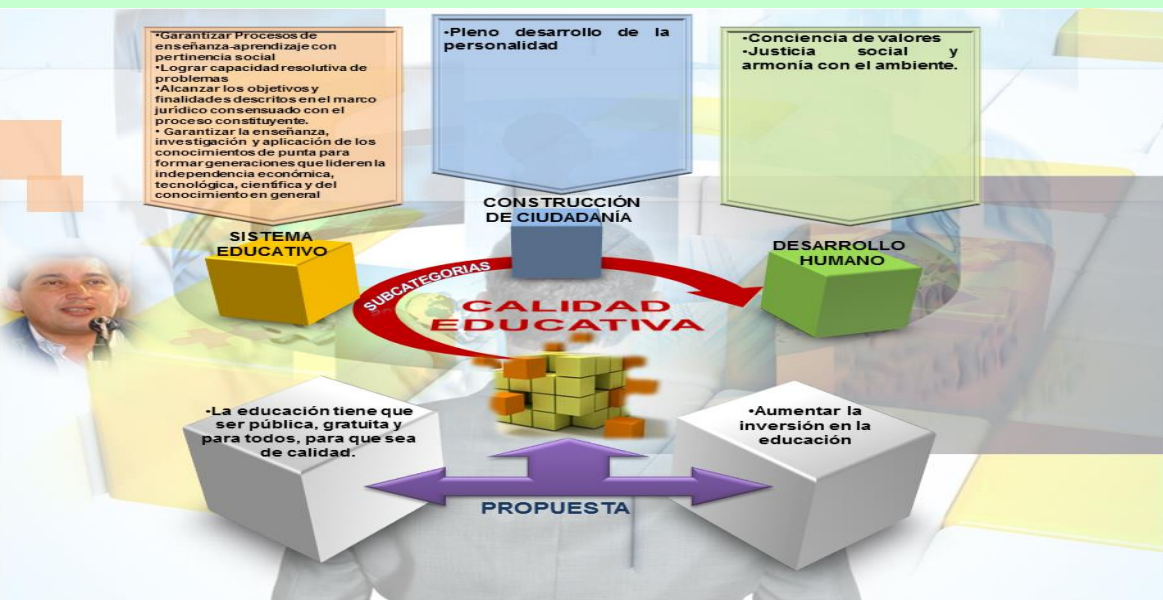 •Garantizar Procesos de
enseñanza-aprendizaje con
pertinencia social
•Lograr capacidad resolutiva de
problemas
•Alcanzar los objetivos y
finalidades descritos en el marco
jurídico consensuado con el
proceso constituyente.
• Garantizar la enseñanza,
investigación y aplicación de los
conocimientos de punta para
formar generaciones que lideren la
independencia económica,
tecnológica, científica y del
conocimiento en general
•Pleno desarrollo de la
personalidad
•Conciencia de valores
•Justicia social y
armonía con el ambiente.
SISTEMA
EDUCATIVO
CONSTRUCCIÓN
DE CIUDADANÍA
DESARROLLO
HUMANO
SUBCATEGORIAS
CALIDAD
EDUCATIVA
•La educación tiene que
ser pública, gratuita y
para todos, para que sea
de calidad.
•Aumentar la
inversión en la
educación
PROPUESTA